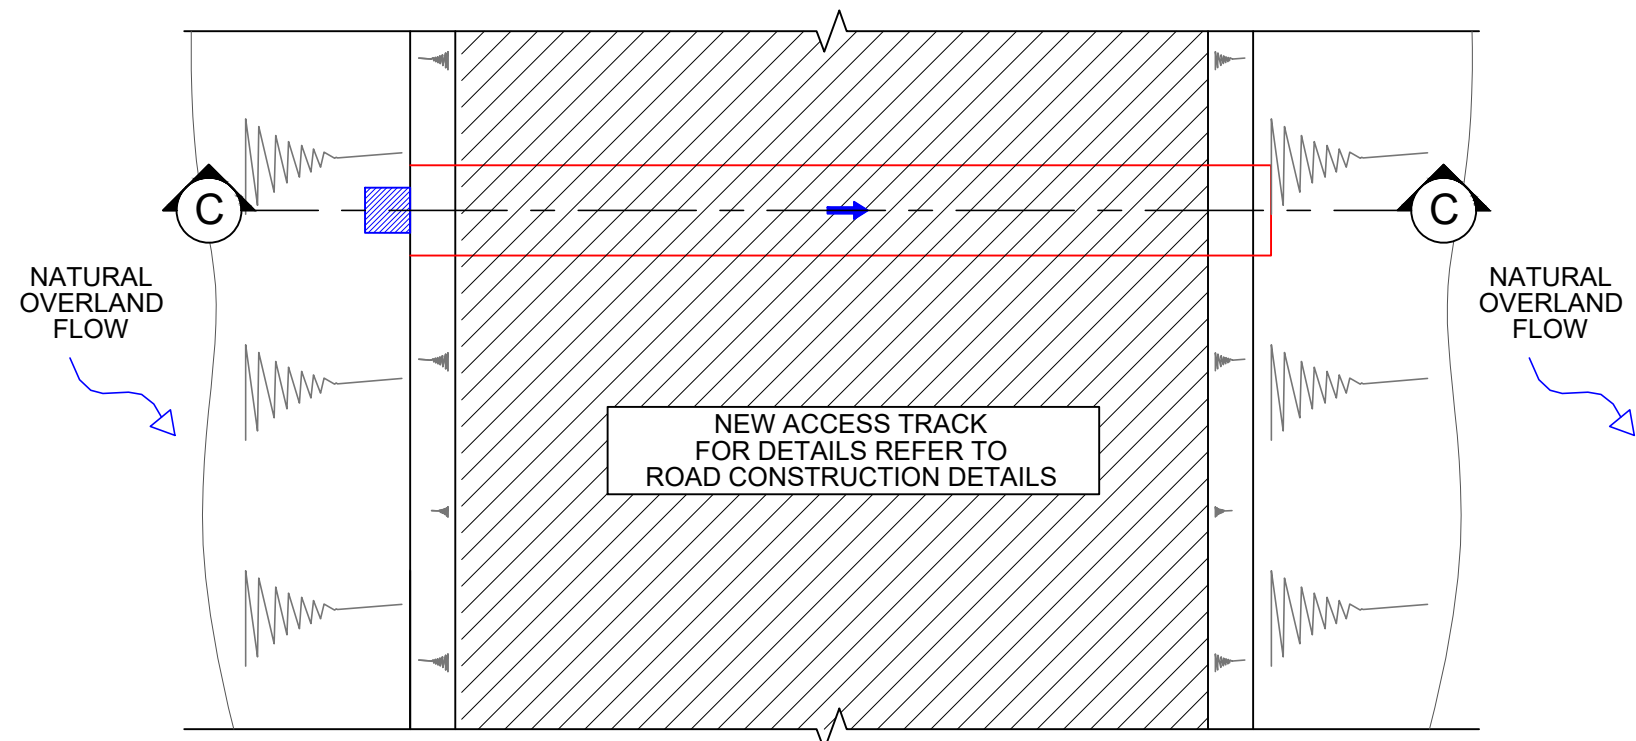 C
C
NATURAL
OVERLAND
FLOW
NATURAL
OVERLAND
FLOW
NEW ACCESS TRACK
FOR DETAILS REFER TO
ROAD CONSTRUCTION DETAILS